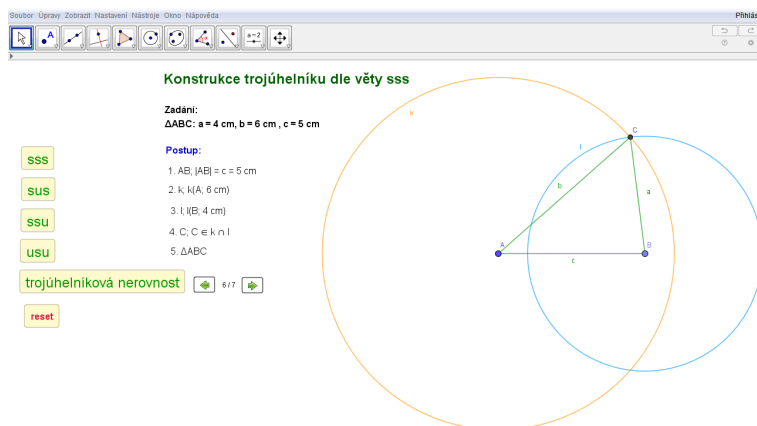 Soubor Úpravy Zobrazit Nastavení Nástroje Okno Nápověda
Přihlás
A
a=2
Konstrukce trojúhelníku dle věty sss
Zadání:
ΔABC: a = 4 cm, b = 6 cm , c = 5 cm
Postup:
1. AB; |AB| = c = 5 cm
2. k; k(A; 6 cm)
3. l; l(B; 4 cm)
4. C; C ∈ k ∩ l
5. ΔABC
sss
sus
ssu
usu
trojúhelníková nerovnost
6 / 7
reset
k
C
l
b
a
A
B
c